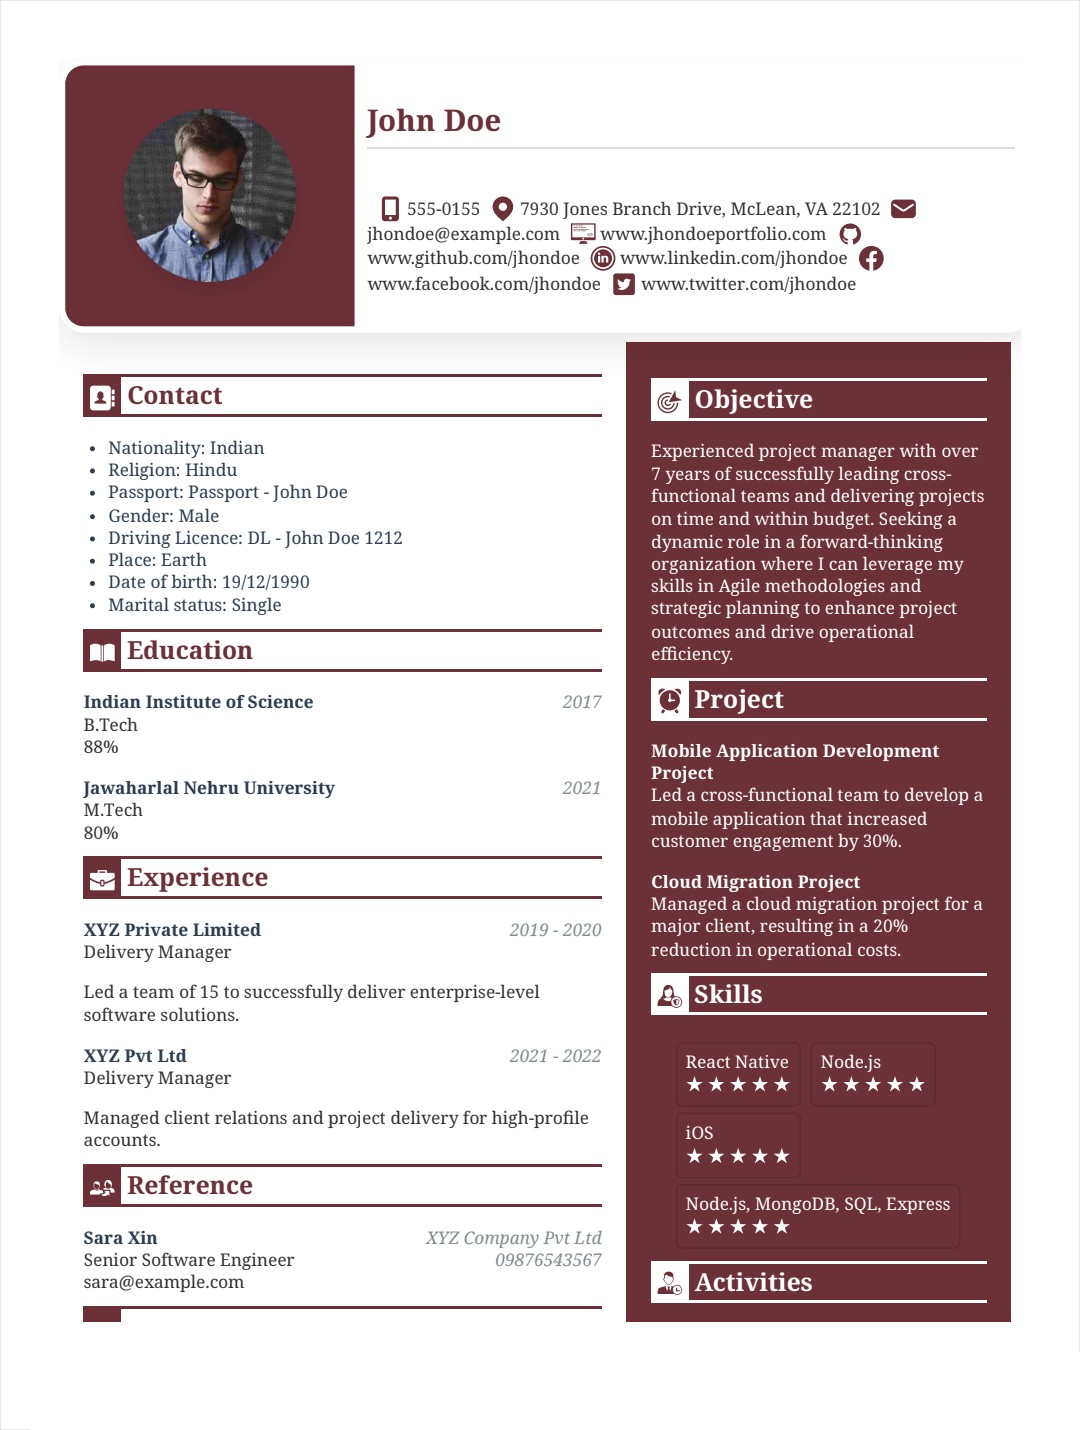 John Doe
555-0155 7930 Jones Branch Drive, McLean, VA 22102
jhondoe@example.com www.jhondoeportfolio.com
www.github.com/jhondoe www.linkedin.com/jhondoe
www.facebook.com/jhondoe www.twitter.com/jhondoe
Contact
• Nationality: Indian
• Religion: Hindu
• Passport: Passport - John Doe
• Gender: Male
• Driving Licence: DL - John Doe 1212
• Place: Earth
• Date of birth: 19/12/1990
• Marital status: Single
Education
Indian Institute of Science 2017
B.Tech
88%
Jawaharlal Nehru University 2021
M.Tech
80%
Experience
XYZ Private Limited 2019 - 2020
Delivery Manager
Led a team of 15 to successfully deliver enterprise-level
software solutions.
XYZ Pvt Ltd 2021 - 2022
Delivery Manager
Managed client relations and project delivery for high-profile
accounts.
Reference
Sara Xin XYZ Company Pvt Ltd
Senior Software Engineer 09876543567
sara@example.com
Objective
Experienced project manager with over
7 years of successfully leading cross-
functional teams and delivering projects
on time and within budget. Seeking a
dynamic role in a forward-thinking
organization where I can leverage my
skills in Agile methodologies and
strategic planning to enhance project
outcomes and drive operational
efficiency.
Project
Mobile Application Development
Project
Led a cross-functional team to develop a
mobile application that increased
customer engagement by 30%.
Cloud Migration Project
Managed a cloud migration project for a
major client, resulting in a 20%
reduction in operational costs.
Skills
React Native Node.js
★★★★★ ★★★★★
iOS
★★★★★
Node.js, MongoDB, SQL, Express
★★★★★
Activities